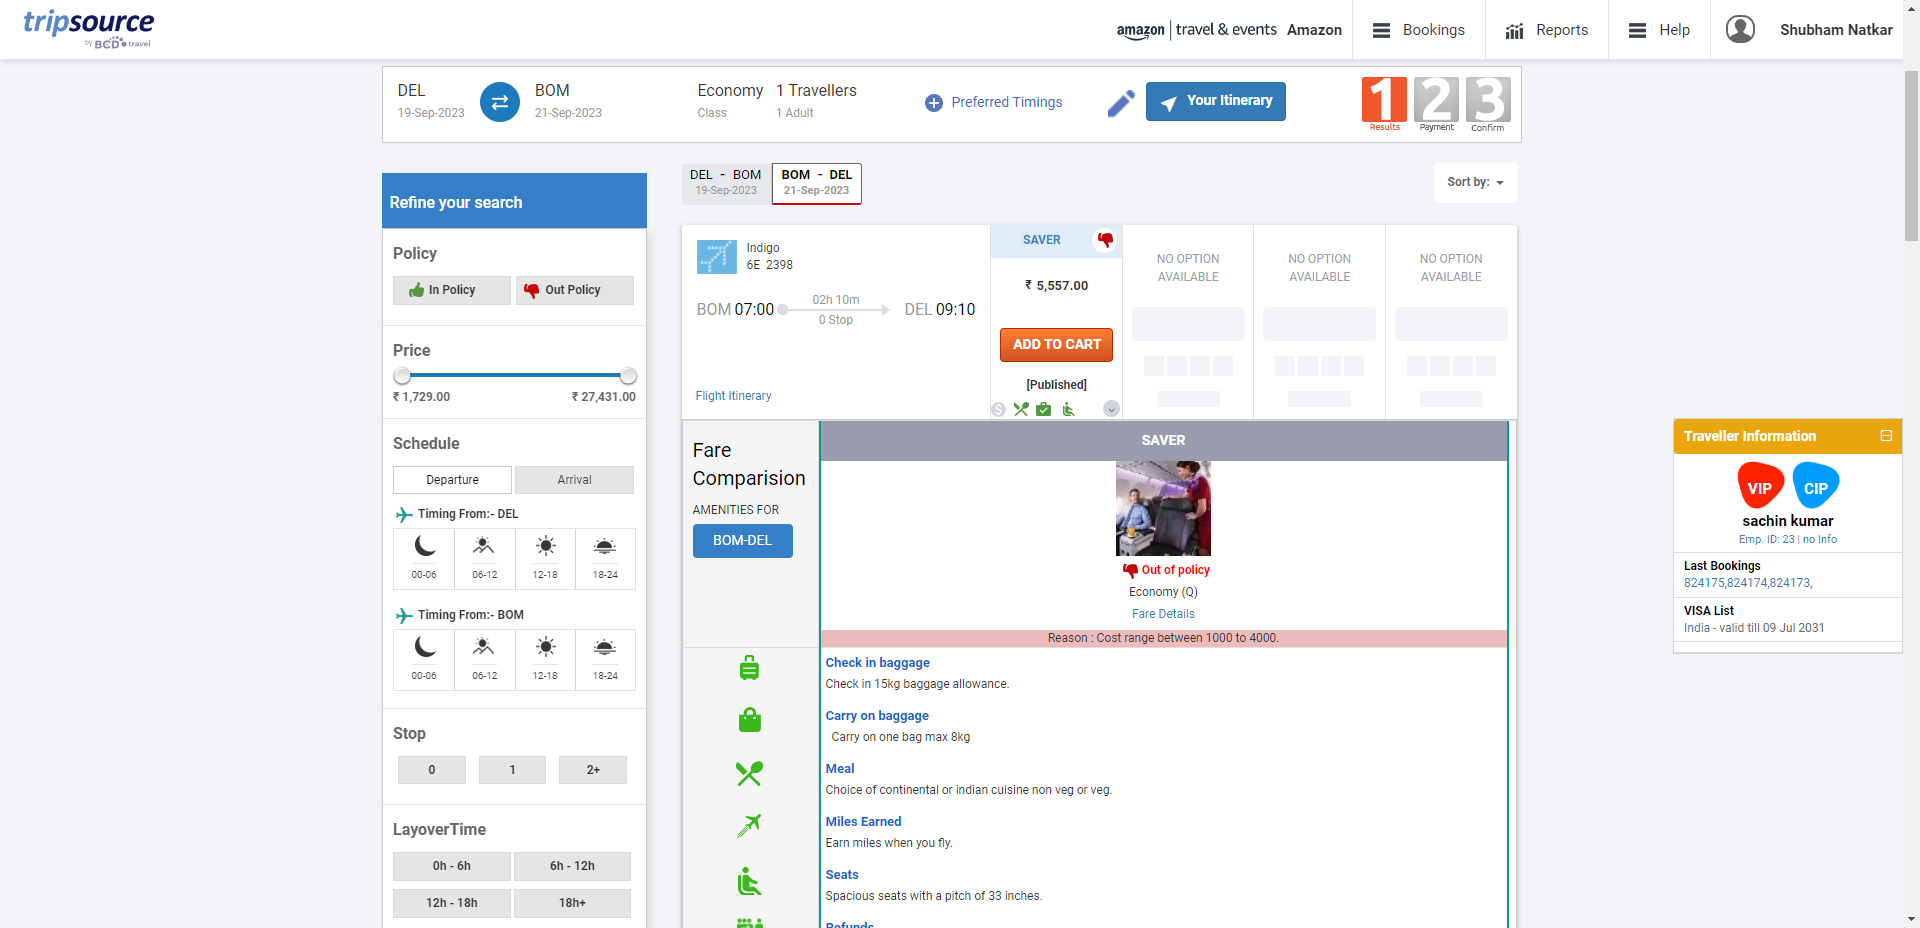 tripsource
by BCD travel
amazon travel & events Amazon
Bookings
Reports
Help
Shubham Natkar
DEL
19-Sep-2023
BOM
21-Sep-2023
Economy
Class
1 Travellers
1 Adult
Preferred Timings
Your Itinerary
1
Results
2
Payment
3
Confirm
Refine your search
Policy
In Policy
Out Policy
Price
₹ 1,729.00
₹ 27,431.00
Schedule
Departure
Arrival
Timing From:- DEL
00-06
06-12
12-18
18-24
Timing From:- BOM
00-06
06-12
12-18
18-24
Stop
0
1
2+
LayoverTime
0h - 6h
6h - 12h
12h - 18h
18h+
DEL - BOM
19-Sep-2023
BOM - DEL
21-Sep-2023
Sort by:
Indigo
6E 2398
BOM 07:00
02h 10m
0 Stop
DEL 09:10
Flight Itinerary
SAVER
₹ 5,557.00
ADD TO CART
[Published]
NO OPTION
AVAILABLE
NO OPTION
AVAILABLE
NO OPTION
AVAILABLE
Fare
Comparision
AMENITIES FOR
BOM-DEL
SAVER
Out of policy
Economy (Q)
Fare Details
Reason : Cost range between 1000 to 4000.
Check in baggage
Check in 15kg baggage allowance.
Carry on baggage
Carry on one bag max 8kg
Meal
Choice of continental or indian cuisine non veg or veg.
Miles Earned
Earn miles when you fly.
Seats
Spacious seats with a pitch of 33 inches.
Refunds
Traveller Information
VIP
CIP
sachin kumar
Emp. ID: 23 | no Info
Last Bookings
824175,824174,824173,
VISA List
India - valid till 09 Jul 2031